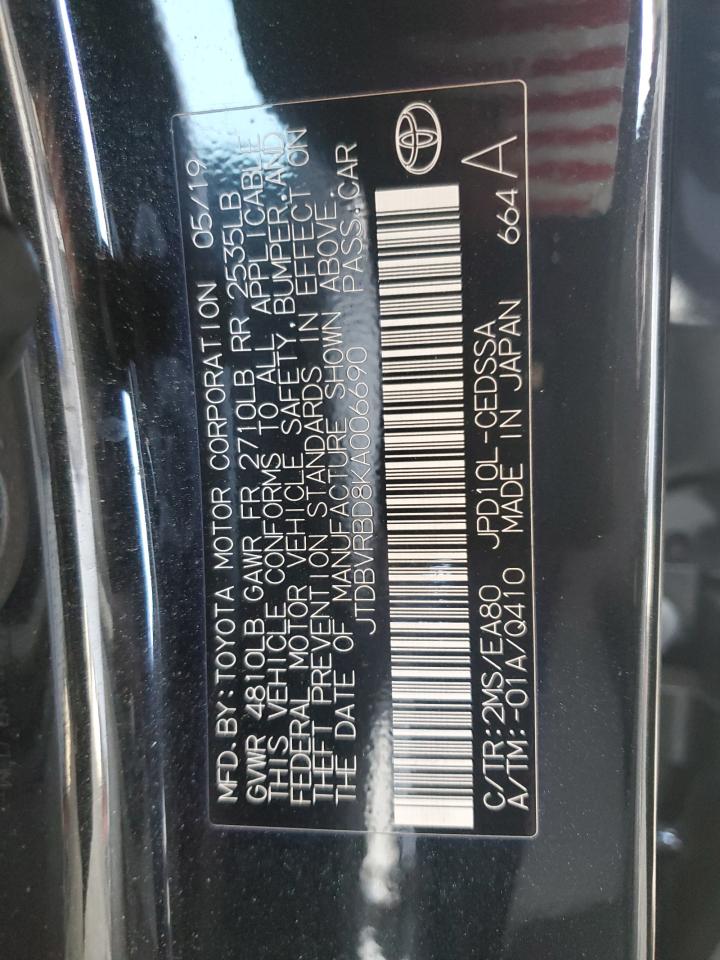 MFD. BY: TOYOTA MOTOR CORPORATION 05/19
GVWR 4810LB GAWR FR 2710LB RR 2535LB
THIS VEHICLE CONFORMS TO ALL APPLICABLE
FEDERAL MOTOR VEHICLE SAFETY, BUMPER, AND
THEFT PREVENTION STANDARDS IN EFFECT ON
THE DATE OF MANUFACTURE SHOWN ABOVE.
JTDBVRBD8KA006690 PASS. CAR
C/TR: 2MS/EA80 JPD10L-CEDSSA
A/TM: -01A/Q410 MADE IN JAPAN 664 A